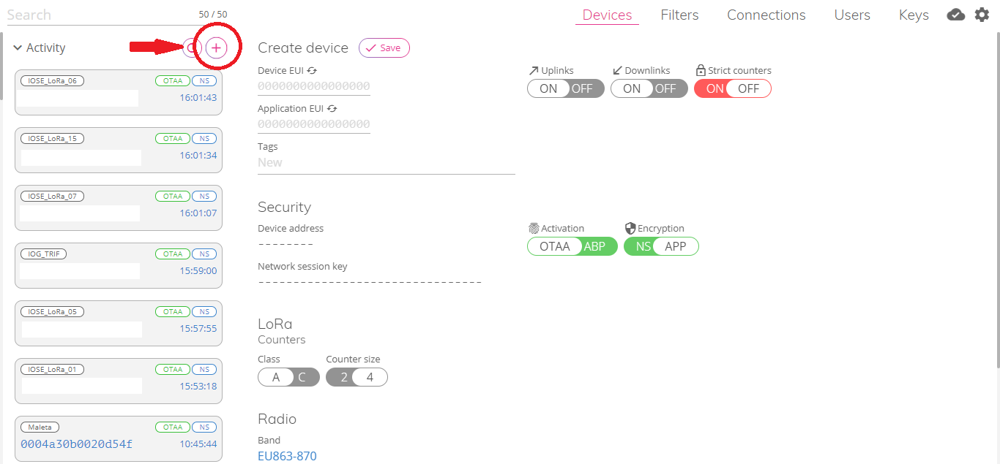 Search
50 / 50
Devices
Filters
Connections
Users
Keys
Activity
Create device
Save
IOSE_LoRa_06
OTAA
NS
16:01:43
IOSE_LoRa_15
OTAA
NS
16:01:34
IOSE_LoRa_07
OTAA
NS
16:01:07
IOG_TRIF
OTAA
NS
15:59:00
IOSE_LoRa_05
OTAA
NS
15:57:55
IOSE_LoRa_01
OTAA
NS
15:53:18
Maleta
OTAA
NS
0004a30b0020d54f
10:45:44
Device EUI
0000000000000000
Application EUI
0000000000000000
Tags
New
Uplinks
ON OFF
Downlinks
ON OFF
Strict counters
ON OFF
Security
Device address
--------
Network session key
--------------------------------
Activation
OTAA ABP
Encryption
NS APP
LoRa
Counters
Class
A C
Counter size
2 4
Radio
Band
EU863-870